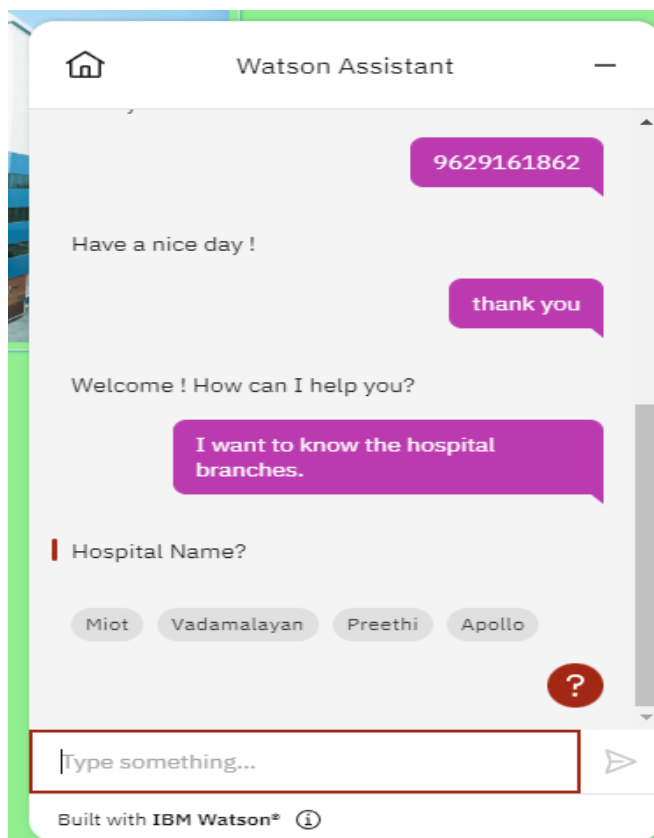 Watson Assistant
9629161862
Have a nice day !
thank you
Welcome ! How can I help you?
I want to know the hospital
branches.
Hospital Name?
Miot Vadamalayan Preethi Apollo
?
Type something...
Built with IBM Watson®